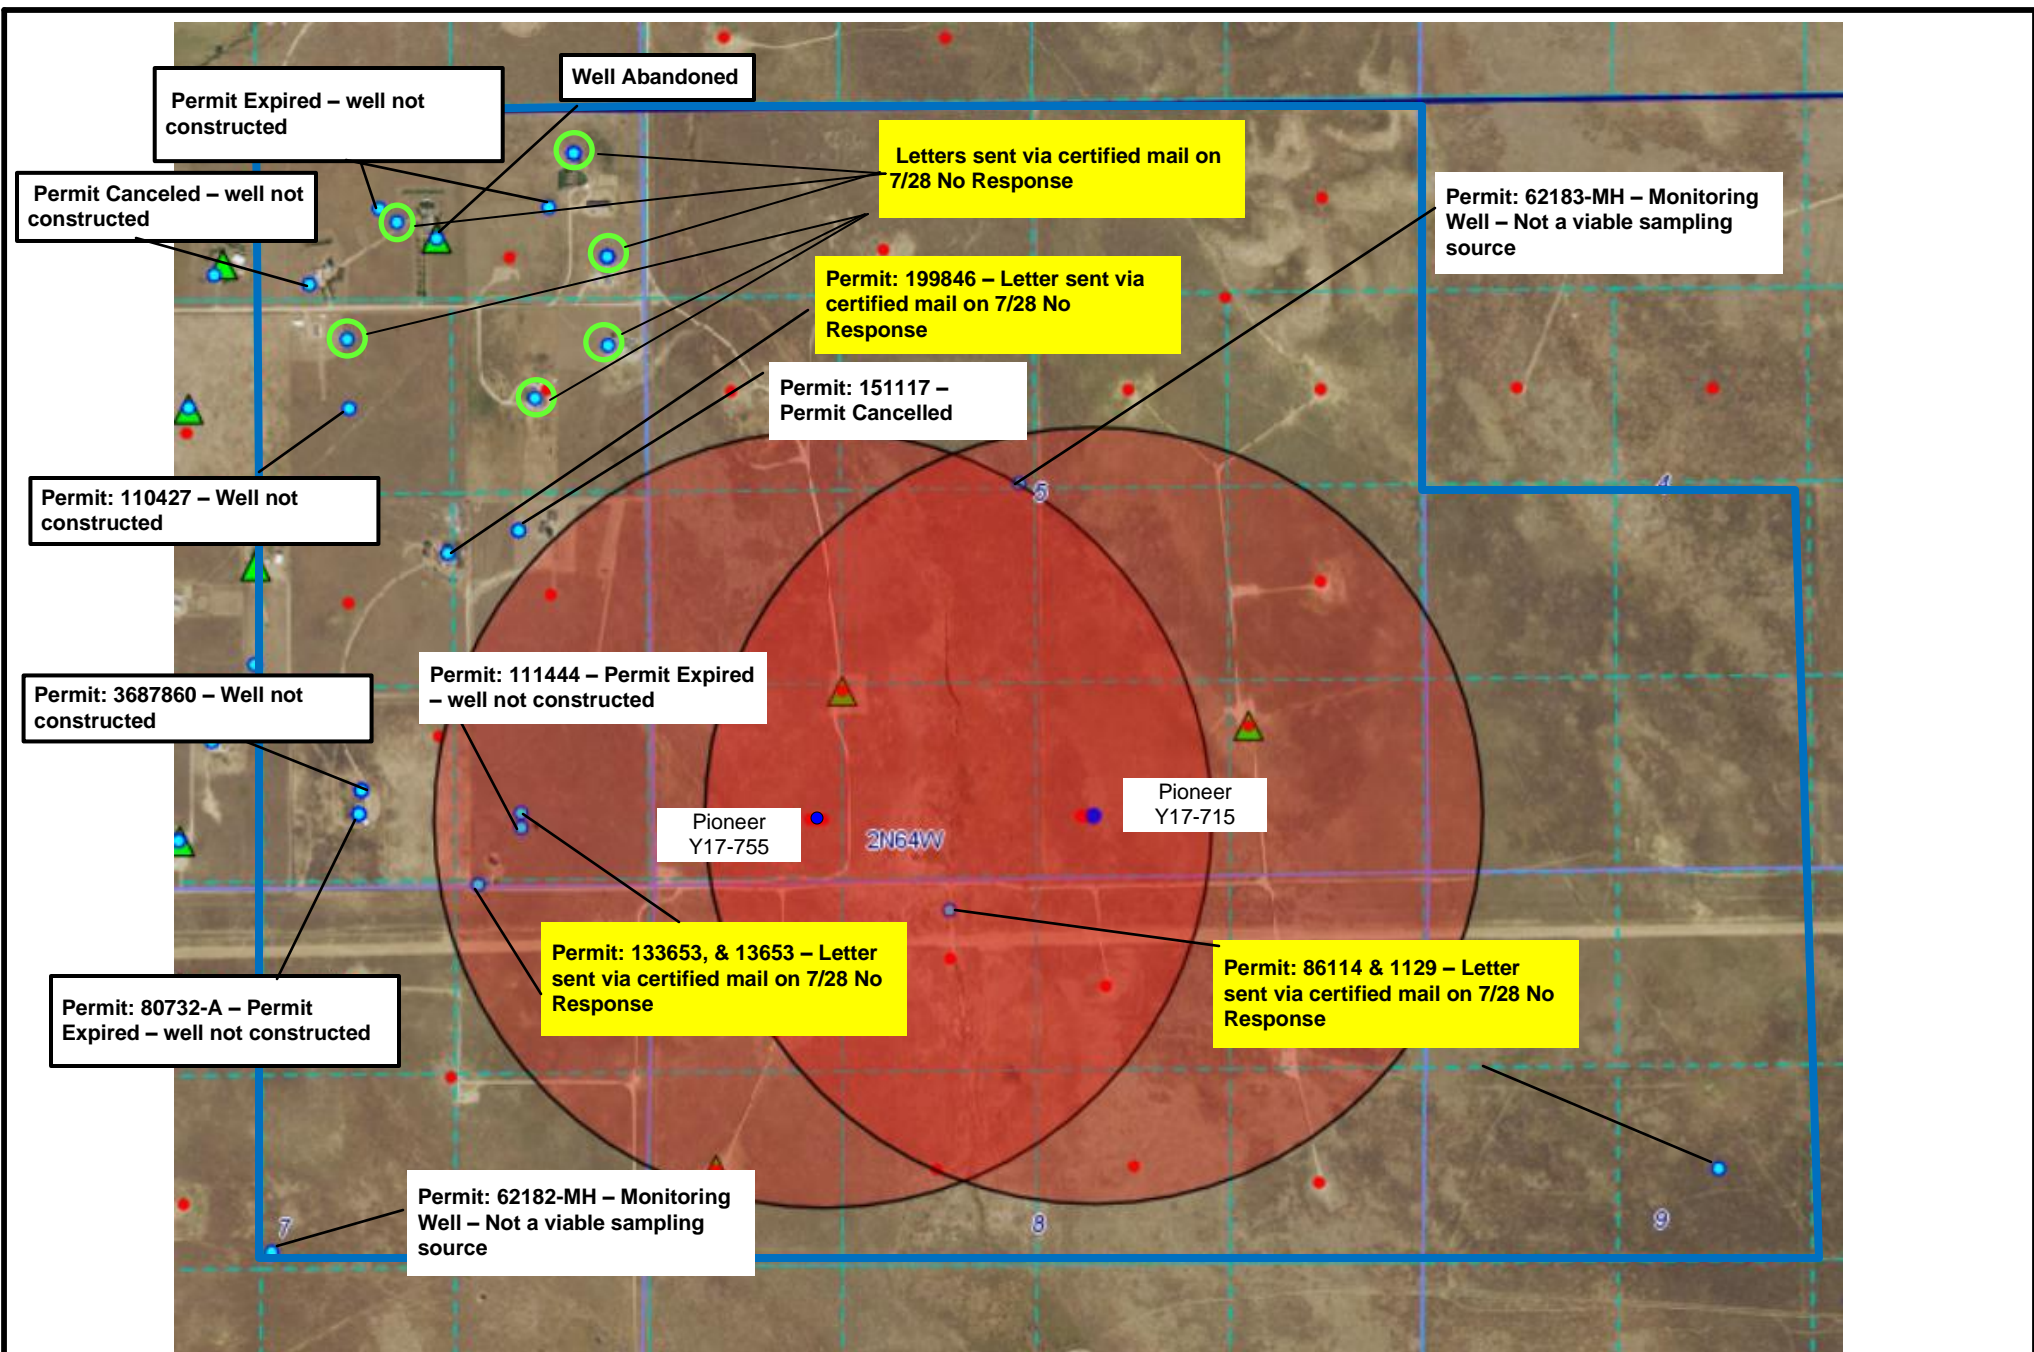 Well Abandoned
Permit Expired – well not
constructed
Letters sent via certified mail on
7/28 No Response
Permit Canceled – well not
constructed
Permit: 62183-MH – Monitoring
Well – Not a viable sampling
source
Permit: 199846 – Letter sent via
certified mail on 7/28 No
Response
Permit: 151117 –
Permit Cancelled
Permit: 110427 – Well not
constructed
5
4
Permit: 111444 – Permit Expired
– well not constructed
Permit: 3687860 – Well not
constructed
Pioneer
Y17-755
Pioneer
Y17-715
2N64W
Permit: 133653, & 13653 – Letter
sent via certified mail on 7/28 No
Response
Permit: 86114 & 1129 – Letter
sent via certified mail on 7/28 No
Response
Permit: 80732-A – Permit
Expired – well not constructed
Permit: 62182-MH – Monitoring
Well – Not a viable sampling
source
7
8
9